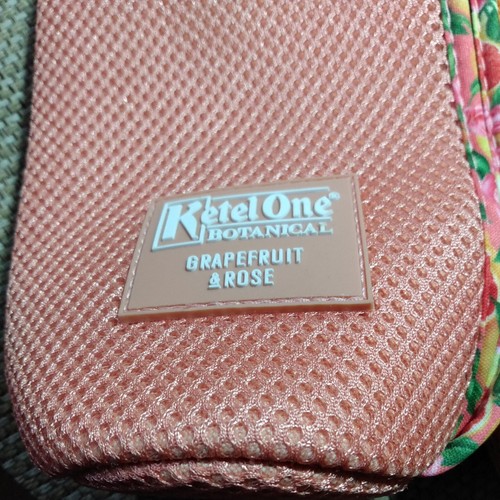 Ketel One®
BOTANICAL
GRAPEFRUIT
& ROSE